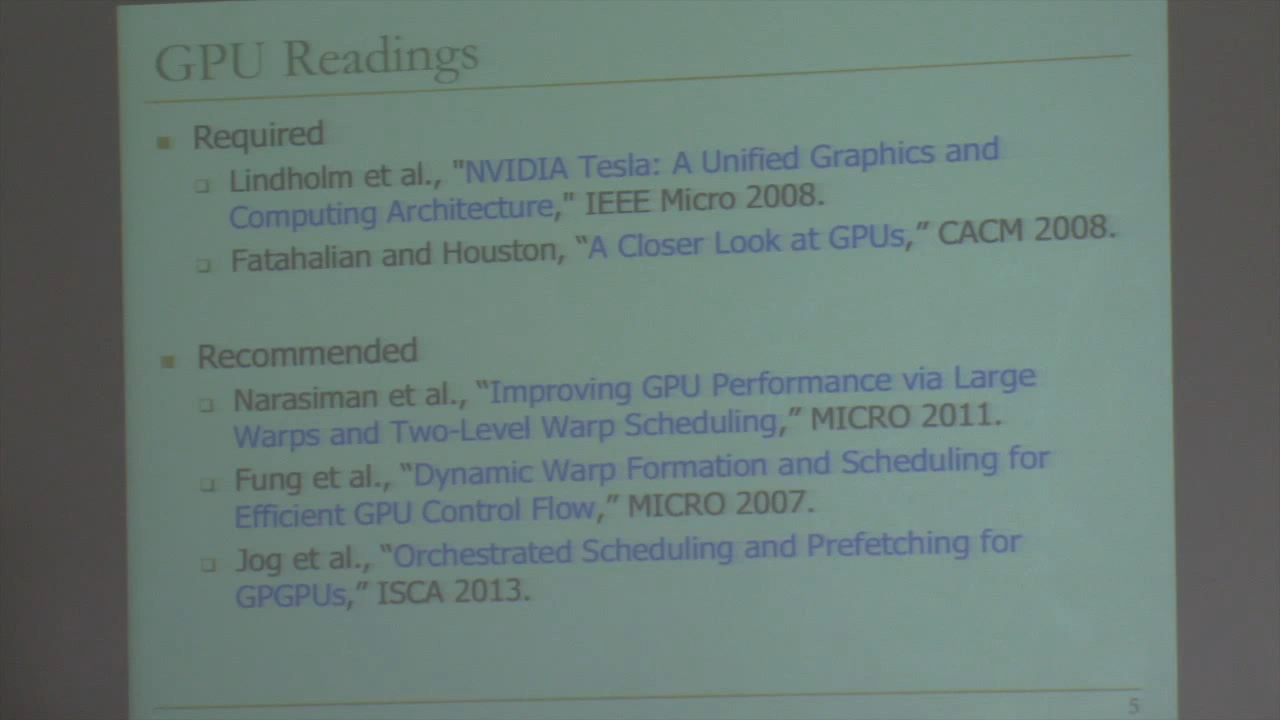 GPU Readings
Required
Lindholm et al., "NVIDIA Tesla: A Unified Graphics and
Computing Architecture," IEEE Micro 2008.
Fatahalian and Houston, “A Closer Look at GPUs,” CACM 2008.
Recommended
Narasiman et al., “Improving GPU Performance via Large
Warps and Two-Level Warp Scheduling,” MICRO 2011.
Fung et al., “Dynamic Warp Formation and Scheduling for
Efficient GPU Control Flow,” MICRO 2007.
Jog et al., “Orchestrated Scheduling and Prefetching for
GPGPUs,” ISCA 2013.
5